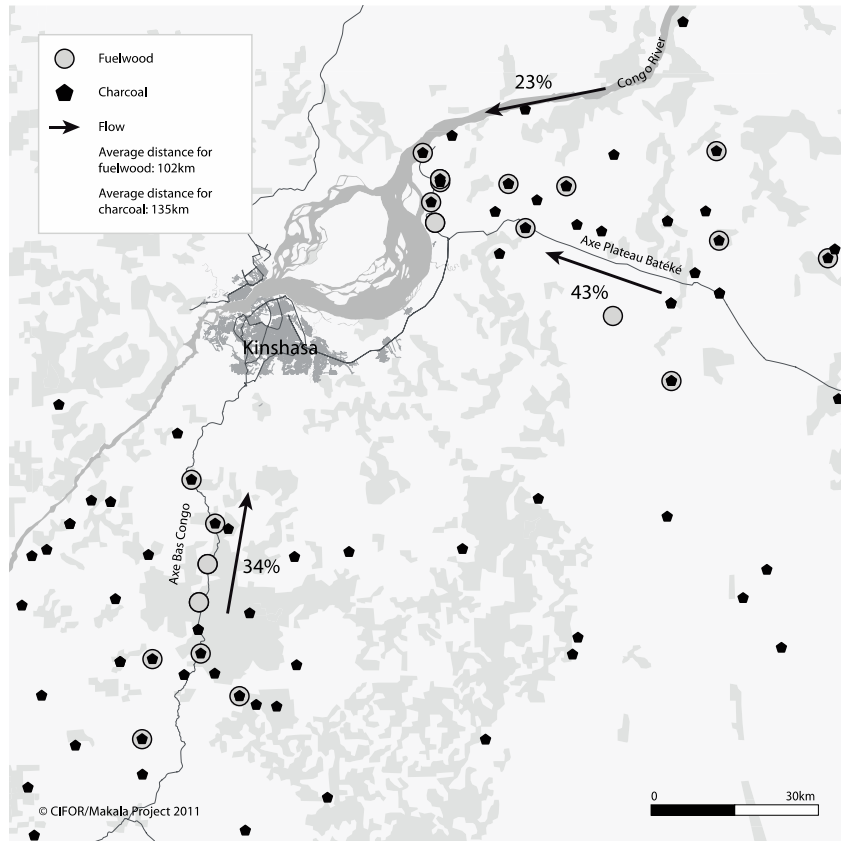 Fuelwood
Charcoal
Flow
Average distance for
fuelwood: 102km
Average distance for
charcoal: 135km
Congo River
23%
Axe Plateau Batéké
43%
Kinshasa
Axe Bas Congo
34%
0 30km
© CIFOR/Makala Project 2011